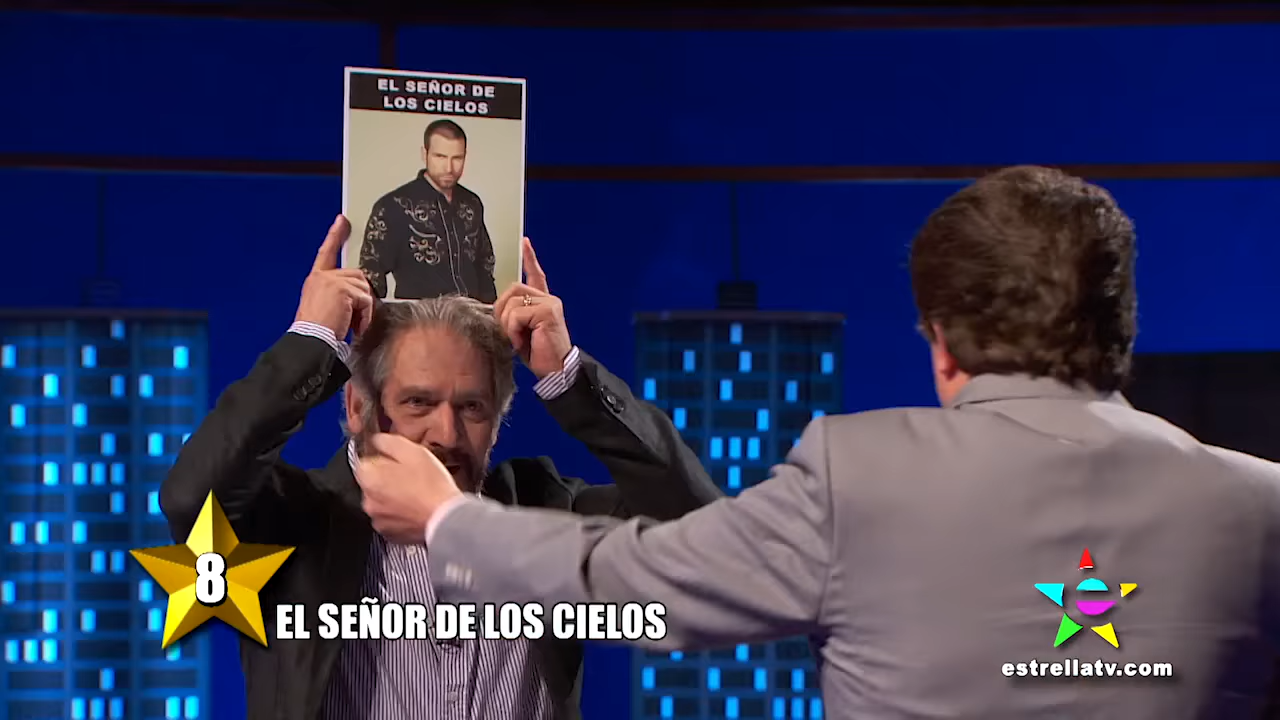 EL SEÑOR DE
LOS CIELOS
8
EL SEÑOR DE LOS CIELOS
estrellatv.com